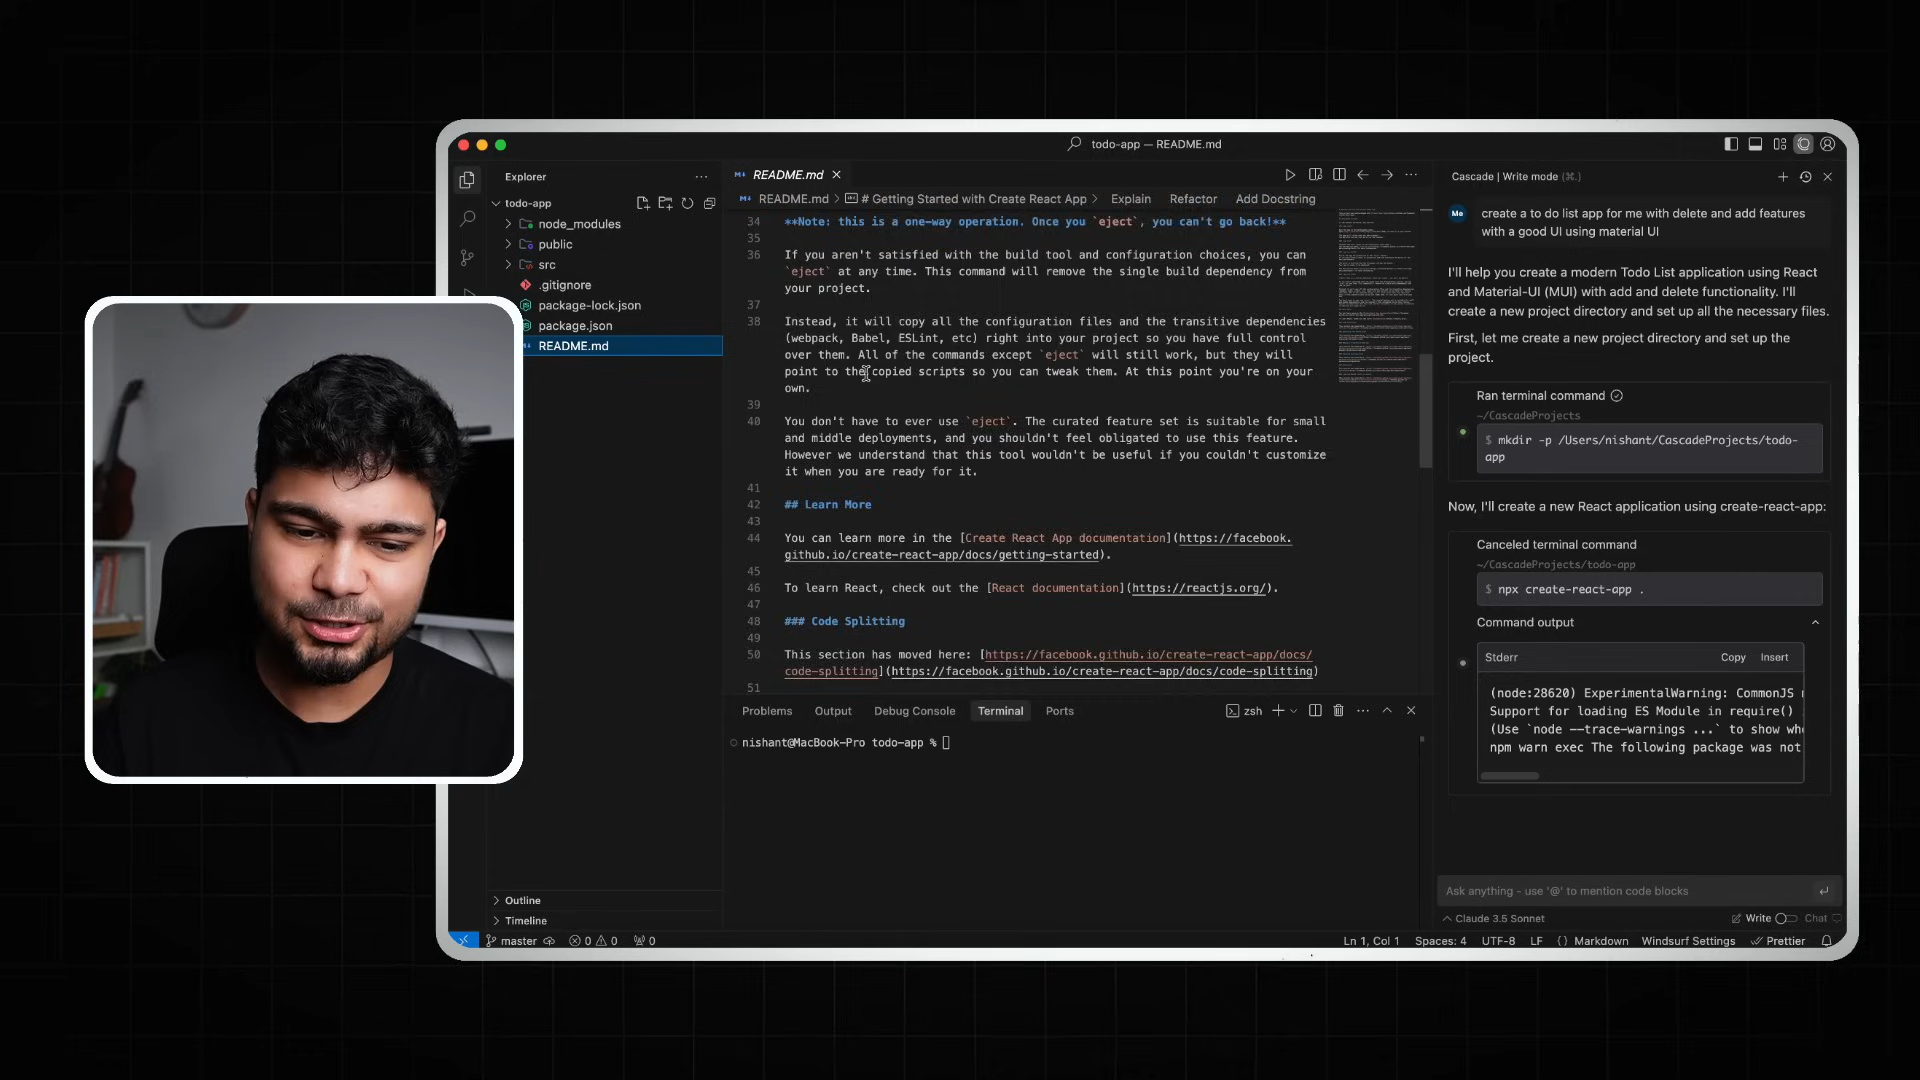 todo-app — README.md
Explorer
todo-app
node_modules
public
src
.gitignore
package-lock.json
package.json
README.md
Outline
Timeline
README.md
README.md > # Getting Started with Create React App > Explain Refactor Add Docstring
34 **Note: this is a one-way operation. Once you `eject`, you can't go back!**
35
36 If you aren't satisfied with the build tool and configuration choices, you can
`eject` at any time. This command will remove the single build dependency from
your project.
37
38 Instead, it will copy all the configuration files and the transitive dependencies
(webpack, Babel, ESLint, etc) right into your project so you have full control
over them. All of the commands except `eject` will still work, but they will
point to the copied scripts so you can tweak them. At this point you're on your
own.
39
40 You don't have to ever use `eject`. The curated feature set is suitable for small
and middle deployments, and you shouldn't feel obligated to use this feature.
However we understand that this tool wouldn't be useful if you couldn't customize
it when you are ready for it.
41
42 ## Learn More
43
44 You can learn more in the [Create React App documentation](https://facebook.
github.io/create-react-app/docs/getting-started).
45
46 To learn React, check out the [React documentation](https://reactjs.org/).
47
48 ### Code Splitting
49
50 This section has moved here: [https://facebook.github.io/create-react-app/docs/
code-splitting](https://facebook.github.io/create-react-app/docs/code-splitting)
51
Problems Output Debug Console Terminal Ports
zsh
nishant@MacBook-Pro todo-app %
Cascade | Write mode (⌘.)
Me
create a to do list app for me with delete and add features
with a good UI using material UI
I'll help you create a modern Todo List application using React
and Material-UI (MUI) with add and delete functionality. I'll
create a new project directory and set up all the necessary files.
First, let me create a new project directory and set up the
project.
Ran terminal command
~/CascadeProjects
$ mkdir -p /Users/nishant/CascadeProjects/todo-
app
Now, I'll create a new React application using create-react-app:
Canceled terminal command
~/CascadeProjects/todo-app
$ npx create-react-app .
Command output
Stderr Copy Insert
(node:28620) ExperimentalWarning: CommonJS
Support for loading ES Module in require()
(Use `node --trace-warnings ...` to show
npm warn exec The following package was not
Ask anything - use '@' to mention code blocks
Claude 3.5 Sonnet
Write Chat
master 0 0 0
Ln 1, Col 1 Spaces: 4 UTF-8 LF {} Markdown Windsurf Settings Prettier